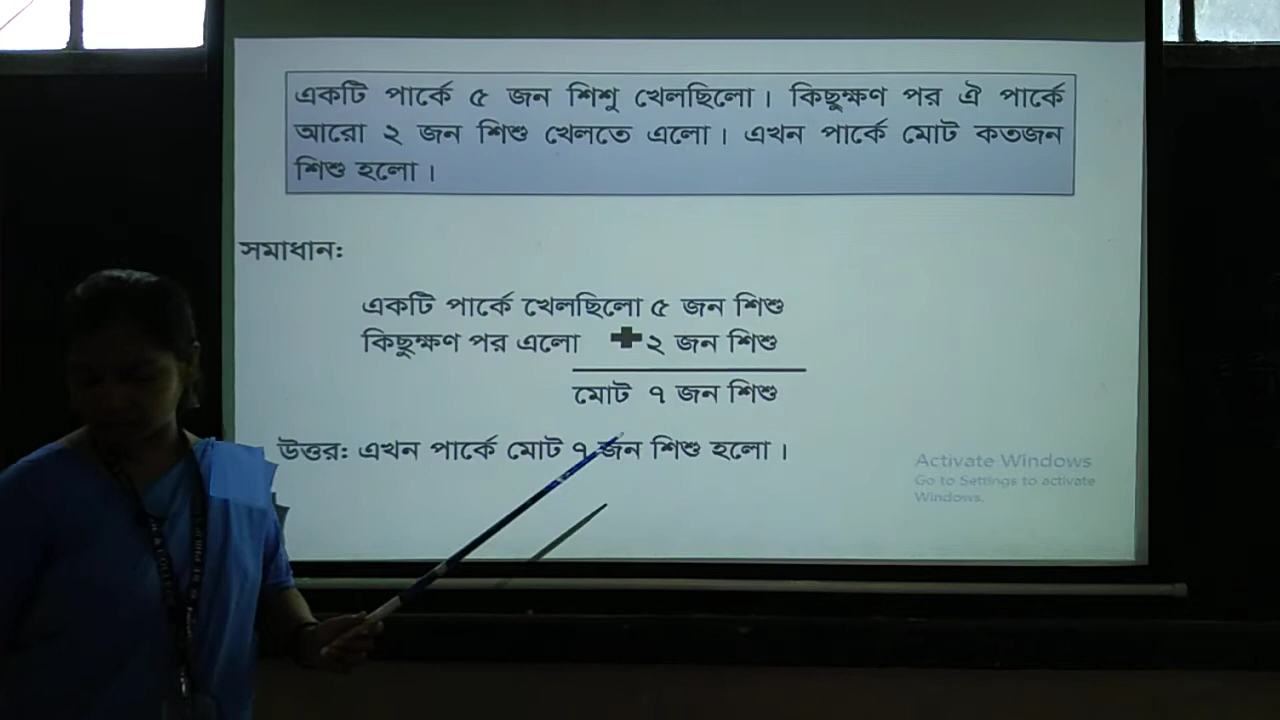 একটি পার্কে ৫ জন শিশু খেলছিলো। কিছুক্ষণ পর ঐ পার্কে
আরো ২ জন শিশু খেলতে এলো। এখন পার্কে মোট কতজন
শিশু হলো।
সমাধানঃ
একটি পার্কে খেলছিলো ৫ জন শিশু
কিছুক্ষণ পর এলো + ২ জন শিশু
মোট ৭ জন শিশু
উত্তরঃ এখন পার্কে মোট ৭ জন শিশু হলো।
Activate Windows
Go to Settings to activate
Windows.